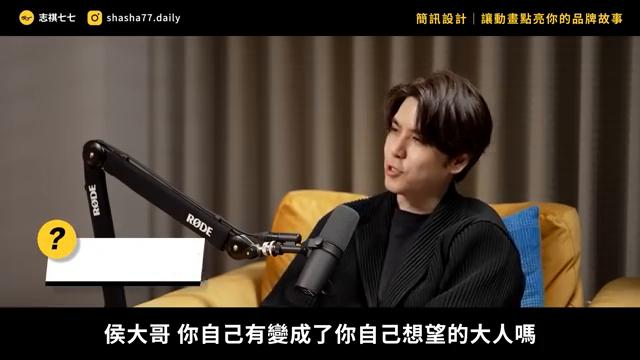 志祺七七
shasha77.daily
簡訊設計｜讓動畫點亮你的品牌故事
RØDE
RØDE
?
侯大哥 你自己有變成了你自己想望的大人嗎